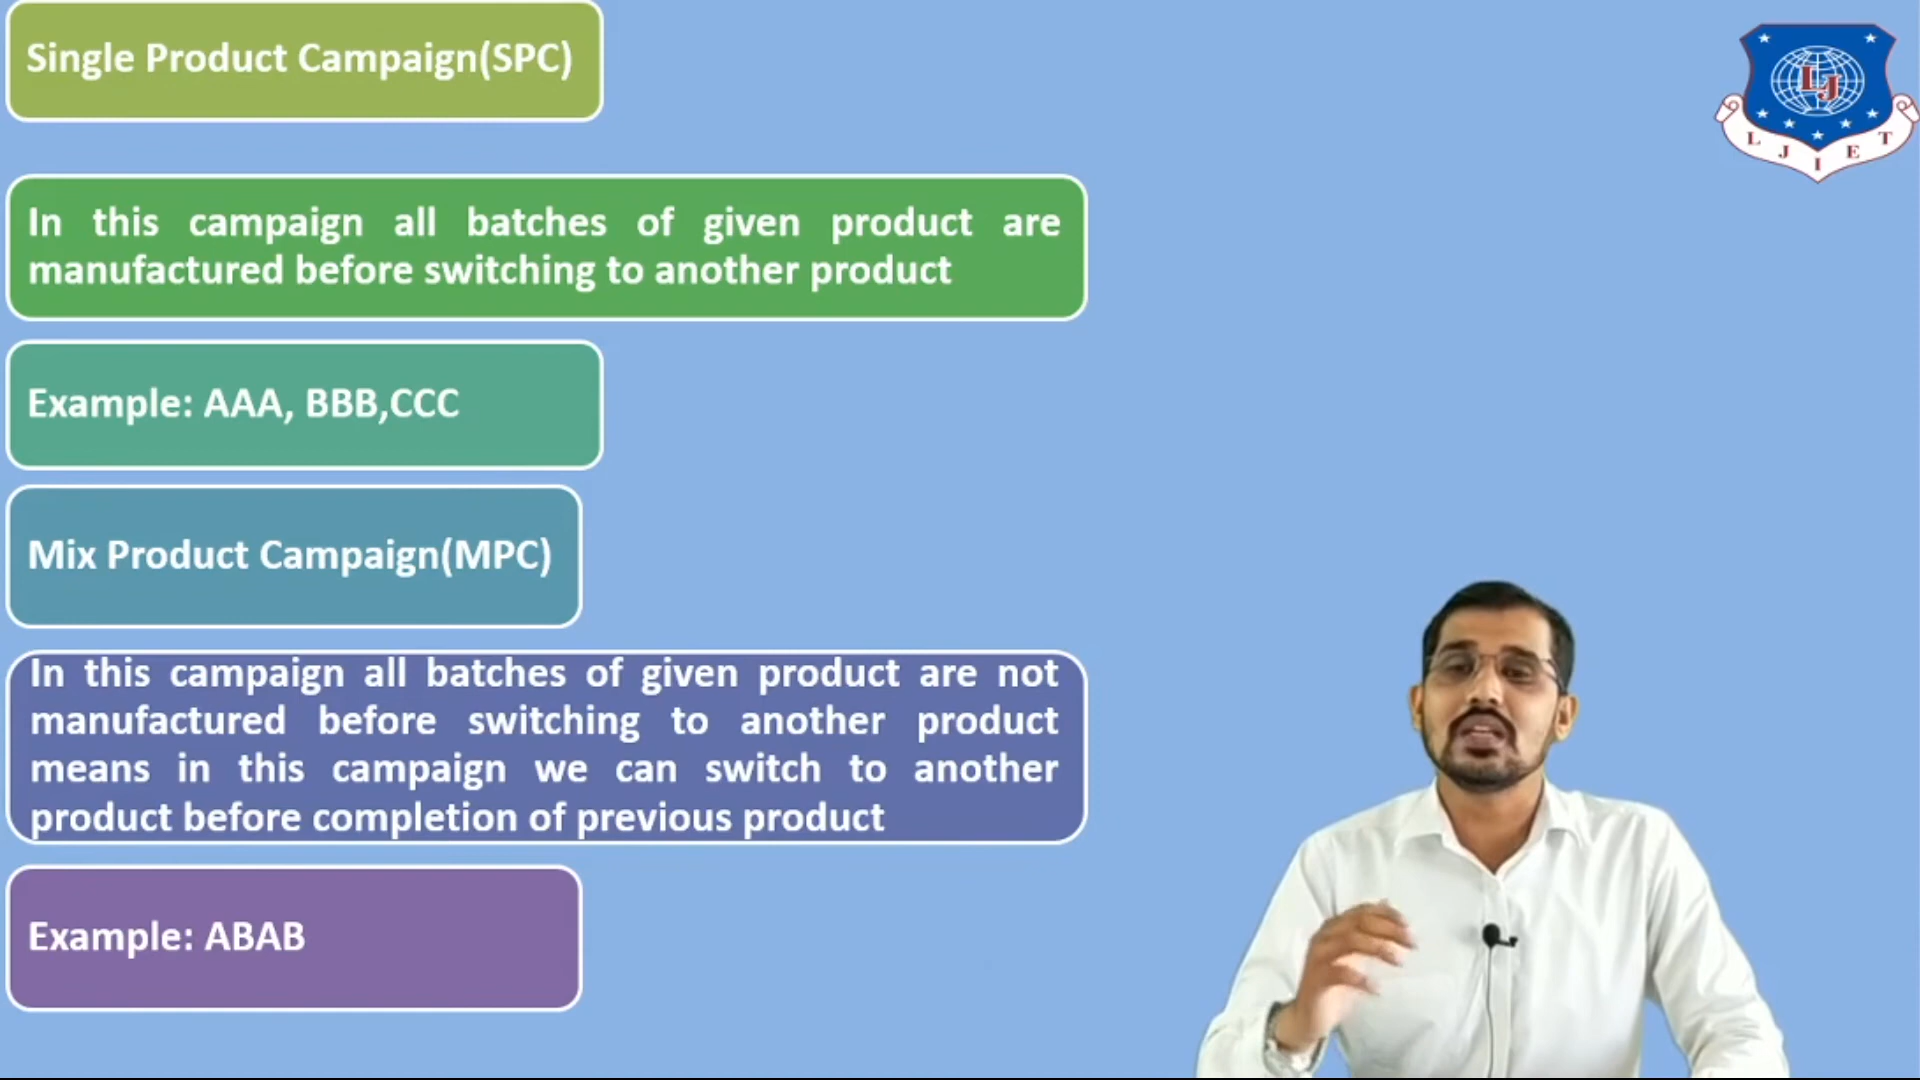 Single Product Campaign(SPC)
In this campaign all batches of given product are
manufactured before switching to another product
Example: AAA, BBB,CCC
Mix Product Campaign(MPC)
In this campaign all batches of given product are not
manufactured before switching to another product
means in this campaign we can switch to another
product before completion of previous product
Example: ABAB
LJ
L J I E T